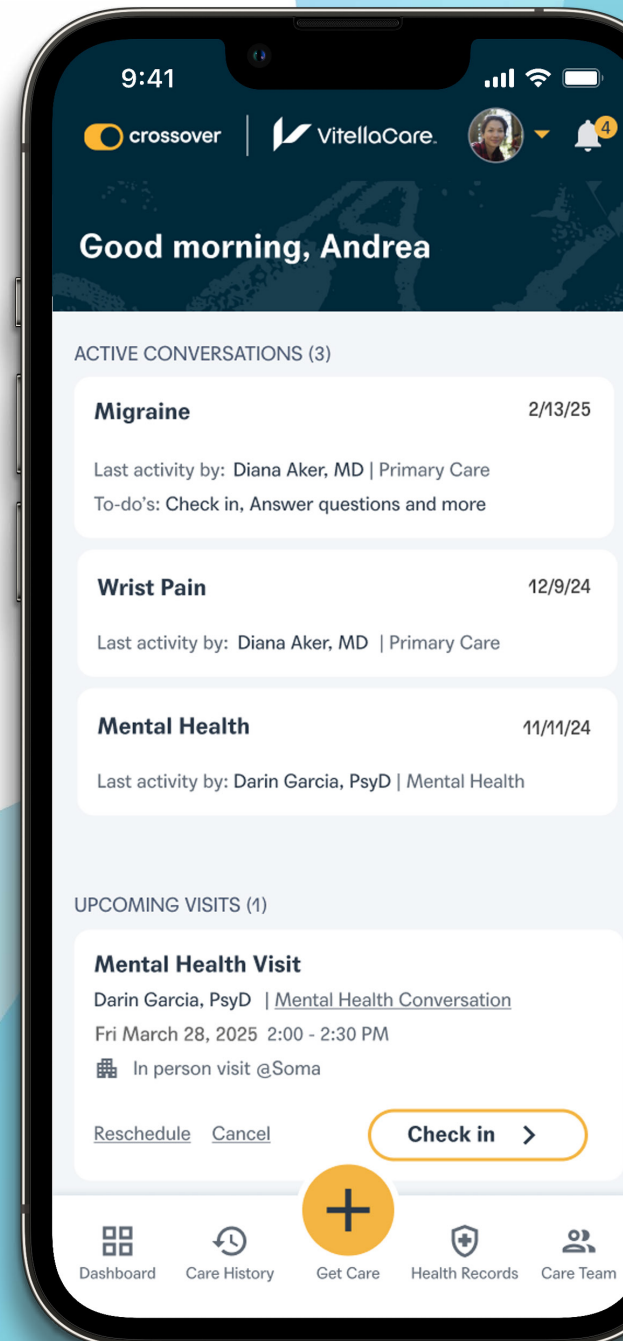 9:41
crossover | VitellaCare.
4
Good morning, Andrea
ACTIVE CONVERSATIONS (3)
Migraine 2/13/25
Last activity by: Diana Aker, MD | Primary Care
To-do's: Check in, Answer questions and more
Wrist Pain 12/9/24
Last activity by: Diana Aker, MD | Primary Care
Mental Health 11/11/24
Last activity by: Darin Garcia, PsyD | Mental Health
UPCOMING VISITS (1)
Mental Health Visit
Darin Garcia, PsyD | Mental Health Conversation
Fri March 28, 2025 2:00 - 2:30 PM
In person visit @Soma
Reschedule Cancel Check in
Dashboard Care History Get Care Health Records Care Team